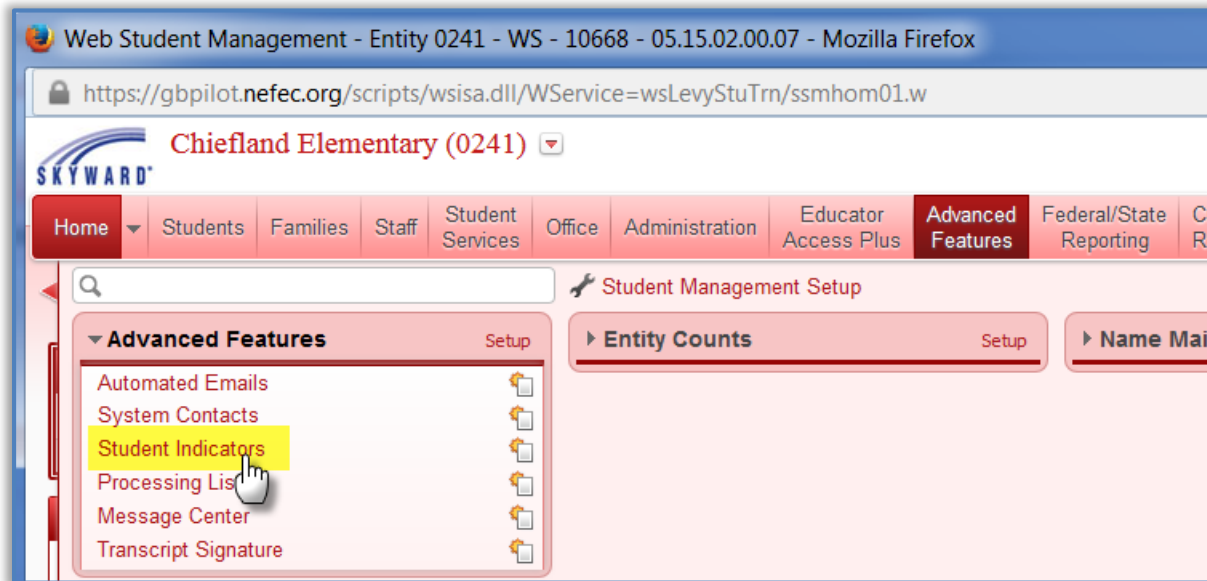 Web Student Management - Entity 0241 - WS - 10668 - 05.15.02.00.07 - Mozilla Firefox
https://gbpilot.nefec.org/scripts/wsisa.dll/WService=wsLevyStuTrn/ssmhom01.w
SKYWARD
Chiefland Elementary (0241)
Home Students Families Staff Student Services Office Administration Educator Access Plus Advanced Features Federal/State Reporting
Student Management Setup
Advanced Features Setup Entity Counts Setup Name
Automated Emails
System Contacts
Student Indicators
Processing
Message Center
Transcript Signature